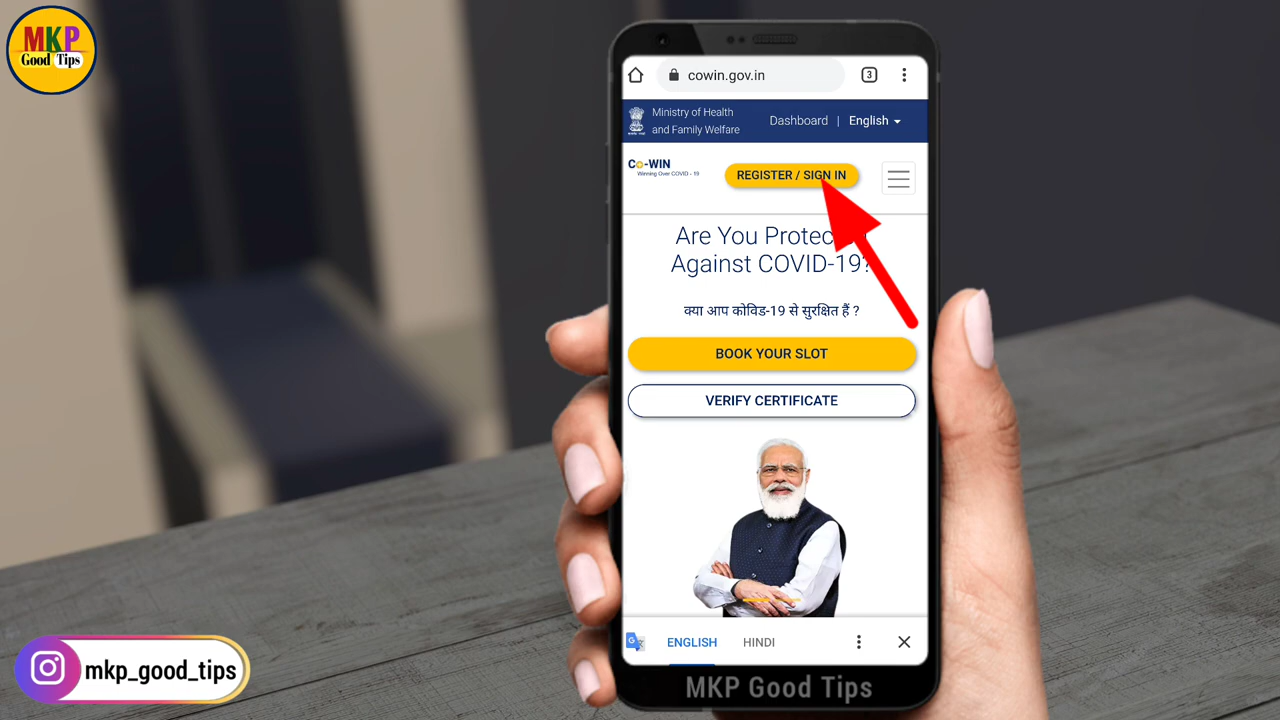 MKP
Good Tips
cowin.gov.in
3
Ministry of Health
and Family Welfare
Dashboard | English
Co-WIN
Winning Over COVID - 19
REGISTER / SIGN IN
Are You
Against COVID-19?
क्या आप कोविड-19 से सुरक्षित हैं ?
BOOK YOUR SLOT
VERIFY CERTIFICATE
ENGLISH
HINDI
MKP Good Tips
mkp_good_tips